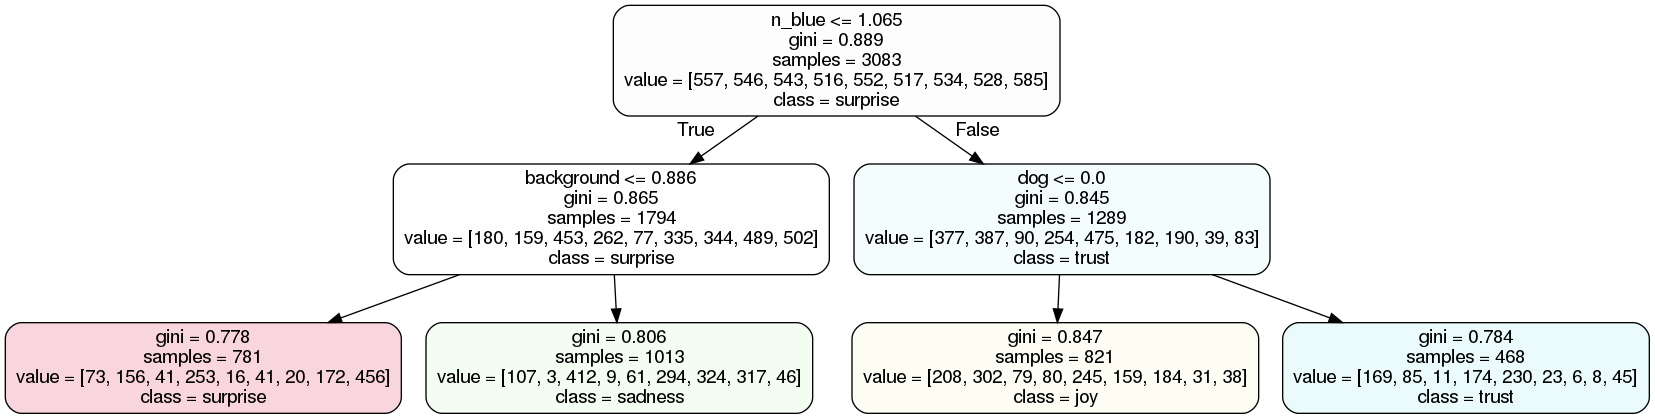 n_blue <= 1.065
gini = 0.889
samples = 3083
value = [557, 546, 543, 516, 552, 517, 534, 528, 585]
class = surprise
True
False
background <= 0.886
gini = 0.865
samples = 1794
value = [180, 159, 453, 262, 77, 335, 344, 489, 502]
class = surprise
dog <= 0.0
gini = 0.845
samples = 1289
value = [377, 387, 90, 254, 475, 182, 190, 39, 83]
class = trust
gini = 0.778
samples = 781
value = [73, 156, 41, 253, 16, 41, 20, 172, 456]
class = surprise
gini = 0.806
samples = 1013
value = [107, 3, 412, 9, 61, 294, 324, 317, 46]
class = sadness
gini = 0.847
samples = 821
value = [208, 302, 79, 80, 245, 159, 184, 31, 38]
class = joy
gini = 0.784
samples = 468
value = [169, 85, 11, 174, 230, 23, 6, 8, 45]
class = trust